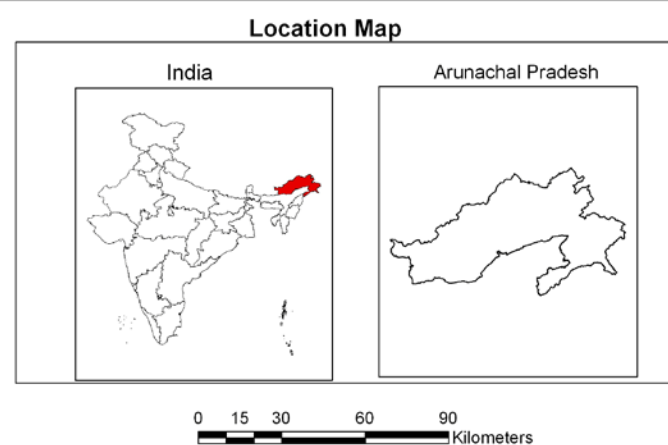 Location Map
India
Arunachal Pradesh
0 15 30 60 90
Kilometers